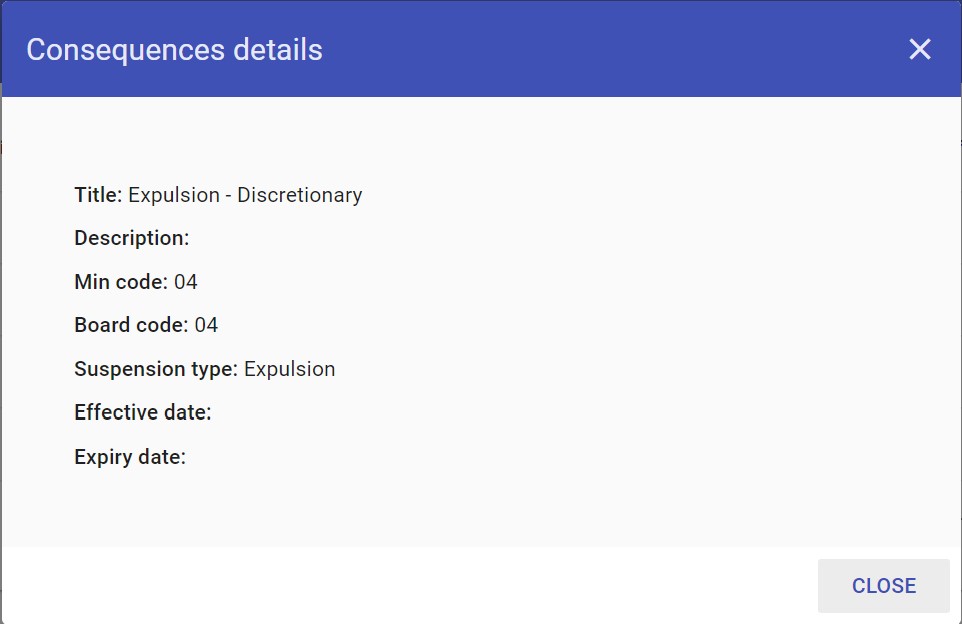 Consequences details
Title: Expulsion - Discretionary
Description:
Min code: 04
Board code: 04
Suspension type: Expulsion
Effective date:
Expiry date:
CLOSE